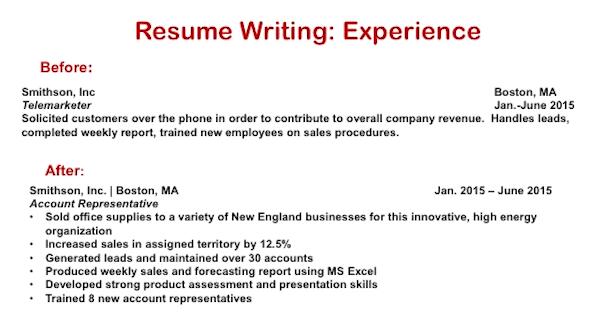 Resume Writing: Experience
Before:
Smithson, Inc Boston, MA
Telemarketer Jan.-June 2015
Solicited customers over the phone in order to contribute to overall company revenue. Handles leads,
completed weekly report, trained new employees on sales procedures.
After:
Smithson, Inc. | Boston, MA Jan. 2015 – June 2015
Account Representative
• Sold office supplies to a variety of New England businesses for this innovative, high energy
organization
• Increased sales in assigned territory by 12.5%
• Generated leads and maintained over 30 accounts
• Produced weekly sales and forecasting report using MS Excel
• Developed strong product assessment and presentation skills
• Trained 8 new account representatives